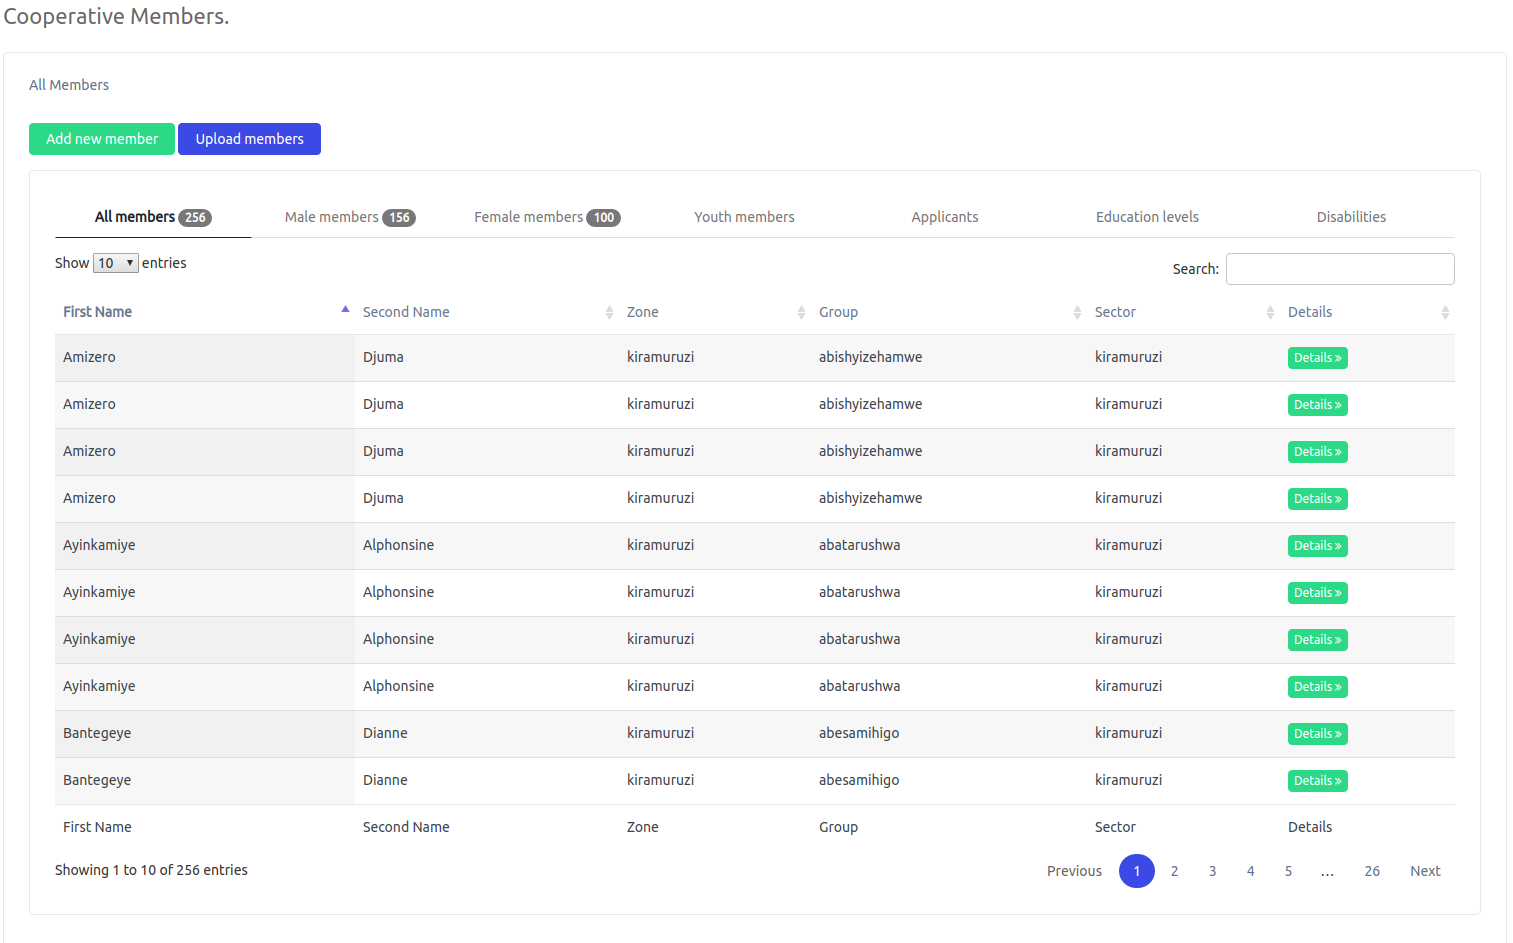 Cooperative Members.
All Members
Add new member Upload members
All members 256 Male members 156 Female members 100 Youth members Applicants Education levels Disabilities
Show 10 entries Search:
First Name Second Name Zone Group Sector Details
Amizero Djuma kiramuruzi abishyizehamwe kiramuruzi Details »
Amizero Djuma kiramuruzi abishyizehamwe kiramuruzi Details »
Amizero Djuma kiramuruzi abishyizehamwe kiramuruzi Details »
Amizero Djuma kiramuruzi abishyizehamwe kiramuruzi Details »
Ayinkamiye Alphonsine kiramuruzi abatarushwa kiramuruzi Details »
Ayinkamiye Alphonsine kiramuruzi abatarushwa kiramuruzi Details »
Ayinkamiye Alphonsine kiramuruzi abatarushwa kiramuruzi Details »
Ayinkamiye Alphonsine kiramuruzi abatarushwa kiramuruzi Details »
Bantegeye Dianne kiramuruzi abesamihigo kiramuruzi Details »
Bantegeye Dianne kiramuruzi abesamihigo kiramuruzi Details »
First Name Second Name Zone Group Sector Details
Showing 1 to 10 of 256 entries Previous 1 2 3 4 5 … 26 Next